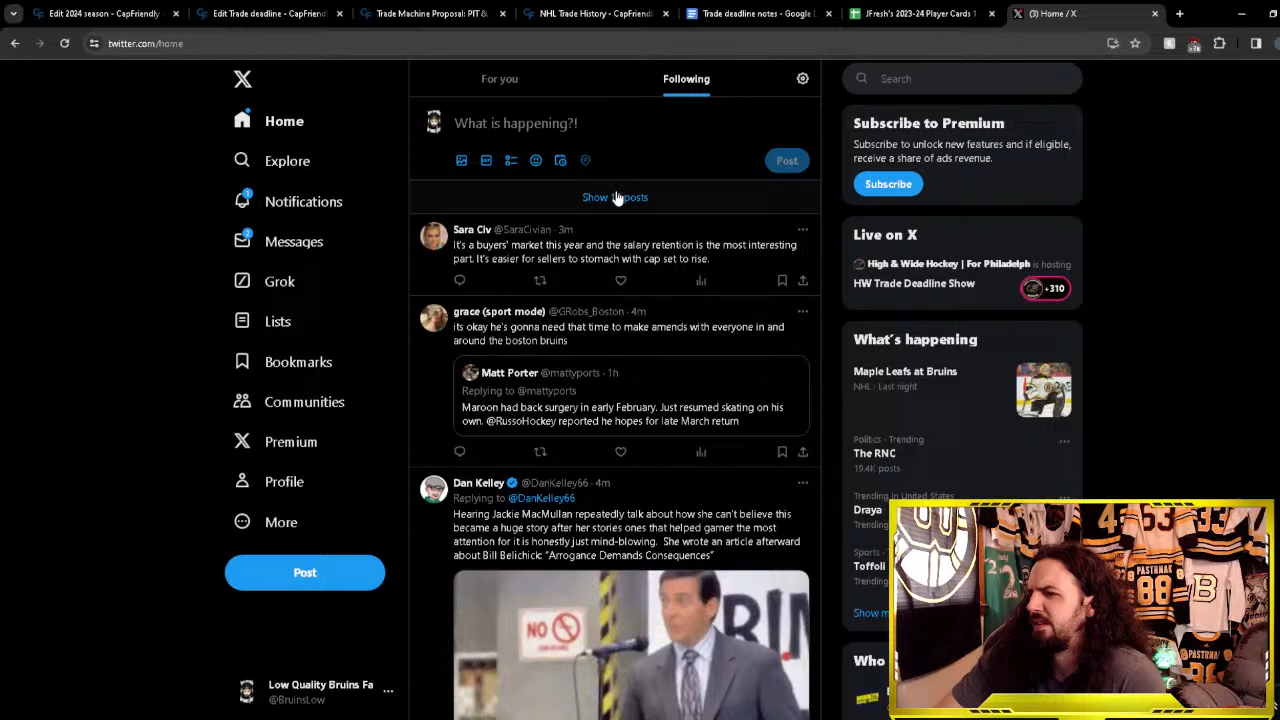 Edit 2024 season - CapFriendly
Edit Trade deadline - CapFriend
Trade Machine Proposal: PIT &
NHL Trade History - CapFriendl
Trade deadline notes - Google D
JFresh's 2023-24 Player Cards 1
(3) Home / X
twitter.com/home
+3k
Home
Explore
1
Notifications
2
Messages
Grok
Lists
Bookmarks
Communities
Premium
Profile
More
Post
Low Quality Bruins Fa
@BruinsLow
For you
Following
What is happening?!
GIF
Post
Show posts
Sara Civ @SaraCivian · 3m
It's a buyers' market this year and the salary retention is the most interesting
part. It's easier for sellers to stomach with cap set to rise.
grace (sport mode) @GRobs_Boston · 4m
its okay he's gonna need that time to make amends with everyone in and
around the boston bruins
Matt Porter @mattyports · 1h
Replying to @mattyports
Maroon had back surgery in early February. Just resumed skating on his
own. @RussoHockey reported he hopes for late March return
Dan Kelley @DanKelley66 · 4m
Replying to @DanKelley66
Hearing Jackie MacMullan repeatedly talk about how she can't believe this
became a huge story after her stories ones that helped garner the most
attention for it is honestly just mind-blowing. She wrote an article afterward
about Bill Belichick: "Arrogance Demands Consequences"
NO
Search
Subscribe to Premium
Subscribe to unlock new features and if eligible,
receive a share of ads revenue.
Subscribe
Live on X
High & Wide Hockey | For Philadelph is hosting
HW Trade Deadline Show
+310
What's happening
Maple Leafs at Bruins
NHL · Last night
Politics · Trending
The RNC
19.4K posts
Trending in United States
Draya
Trending
Sports ·
Toffoli
Trending
Show m
Who
PASTRNAK
88
B
33